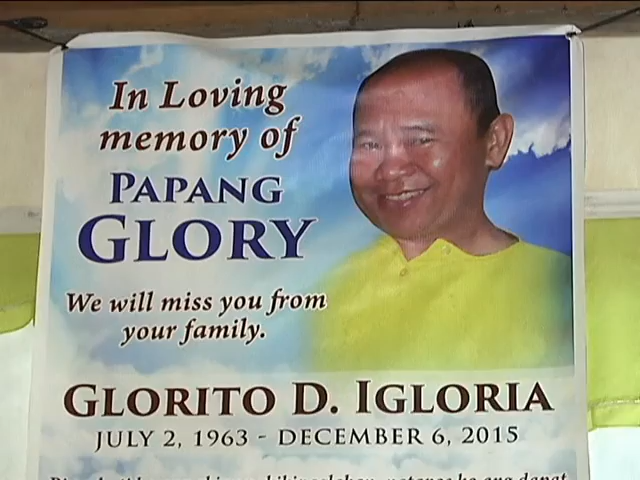 In Loving
memory of
PAPANG
GLORY
We will miss you from
your family.
GLORITO D. IGLORIA
JULY 2, 1963 - DECEMBER 6, 2015